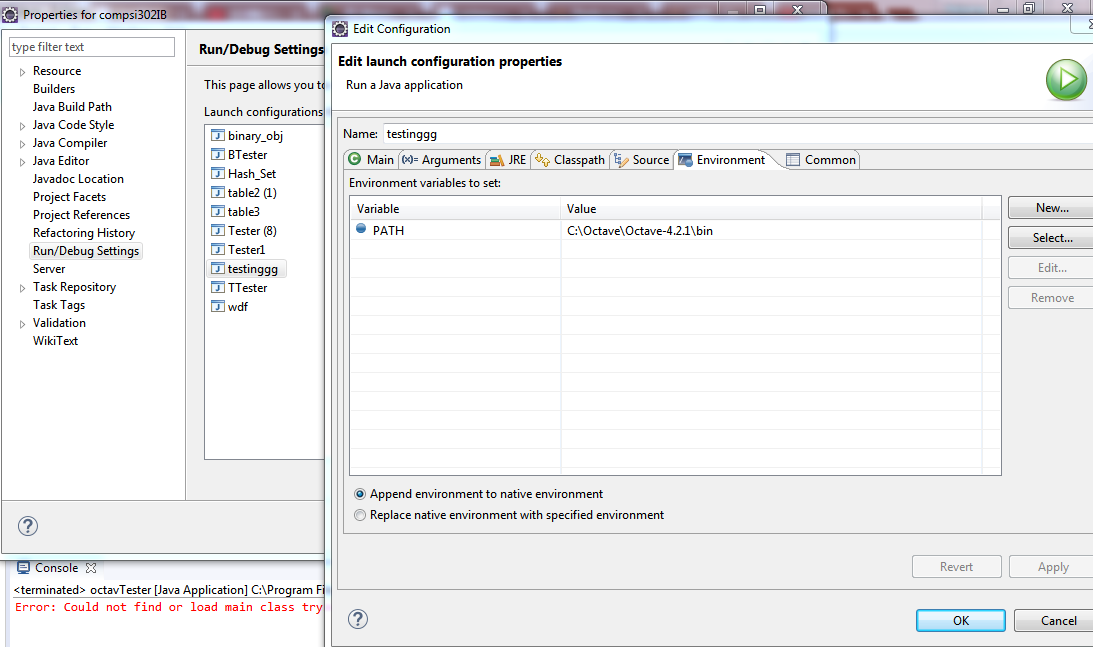 Properties for compsi302IB
type filter text
Resource
Builders
Java Build Path
Java Code Style
Java Compiler
Java Editor
Javadoc Location
Project Facets
Project References
Refactoring History
Run/Debug Settings
Server
Task Repository
Task Tags
Validation
WikiText
Run/Debug Settings
This page allows you to
Launch configurations
binary_obj
BTester
Hash_Set
table2 (1)
table3
Tester (8)
Tester1
testinggg
TTester
wdf
Console
<terminated> octavTester [Java Application] C:\Program Fi
Error: Could not find or load main class try
Edit Configuration
Edit launch configuration properties
Run a Java application
Name: testinggg
Main (x)= Arguments JRE Classpath Source Environment Common
Environment variables to set:
Variable Value
PATH C:\Octave\Octave-4.2.1\bin
New...
Select...
Edit...
Remove
Append environment to native environment
Replace native environment with specified environment
Revert Apply
OK Cancel